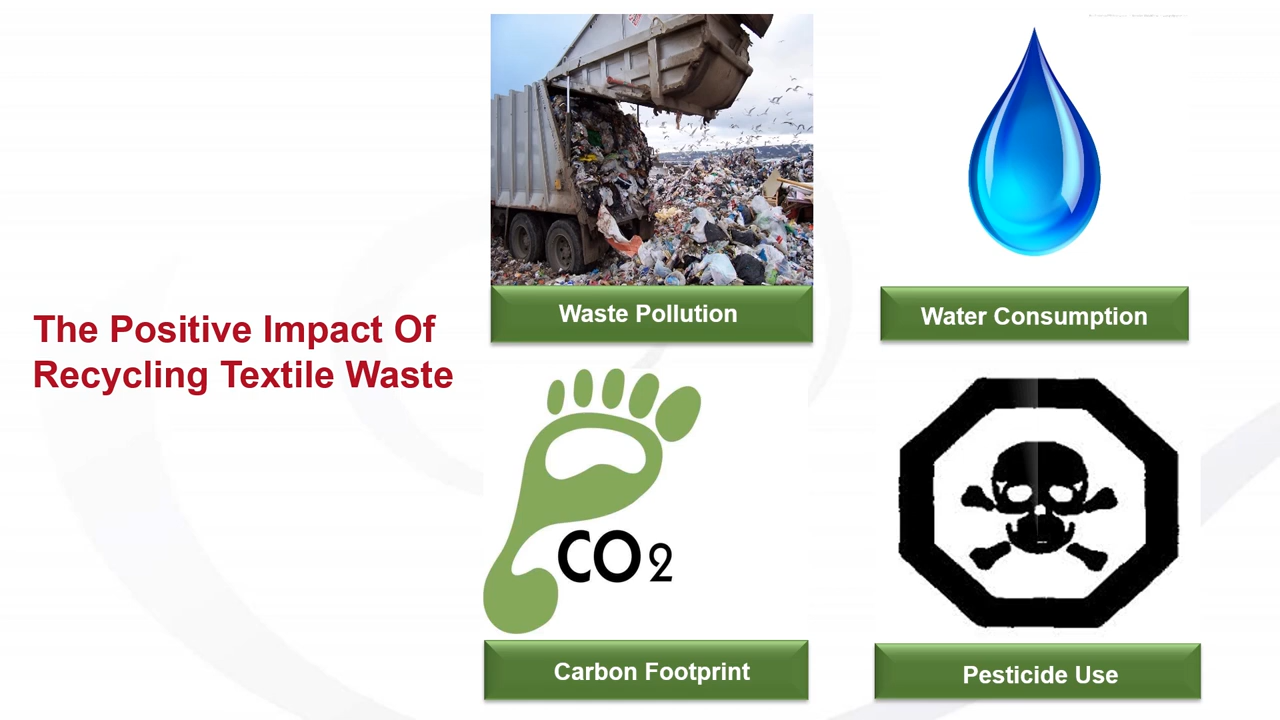 The Positive Impact Of
Recycling Textile Waste
Waste Pollution
Water Consumption
CO2
Carbon Footprint
Pesticide Use